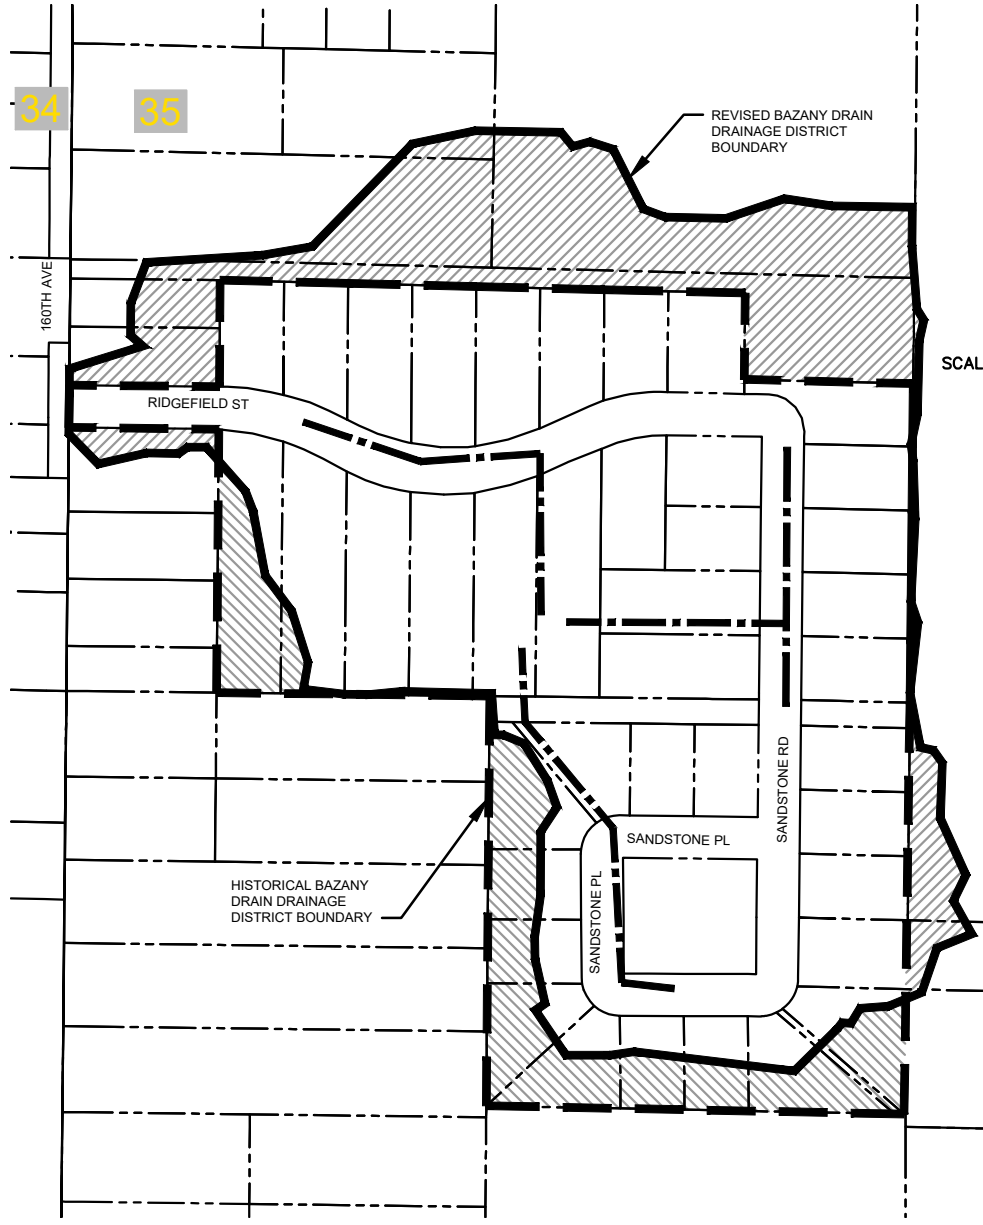 34
35
REVISED BAZANY DRAIN
DRAINAGE DISTRICT
BOUNDARY
160TH AVE
SCAL
RIDGEFIELD ST
SANDSTONE RD
SANDSTONE PL
SANDSTONE PL
HISTORICAL BAZANY
DRAIN DRAINAGE
DISTRICT BOUNDARY